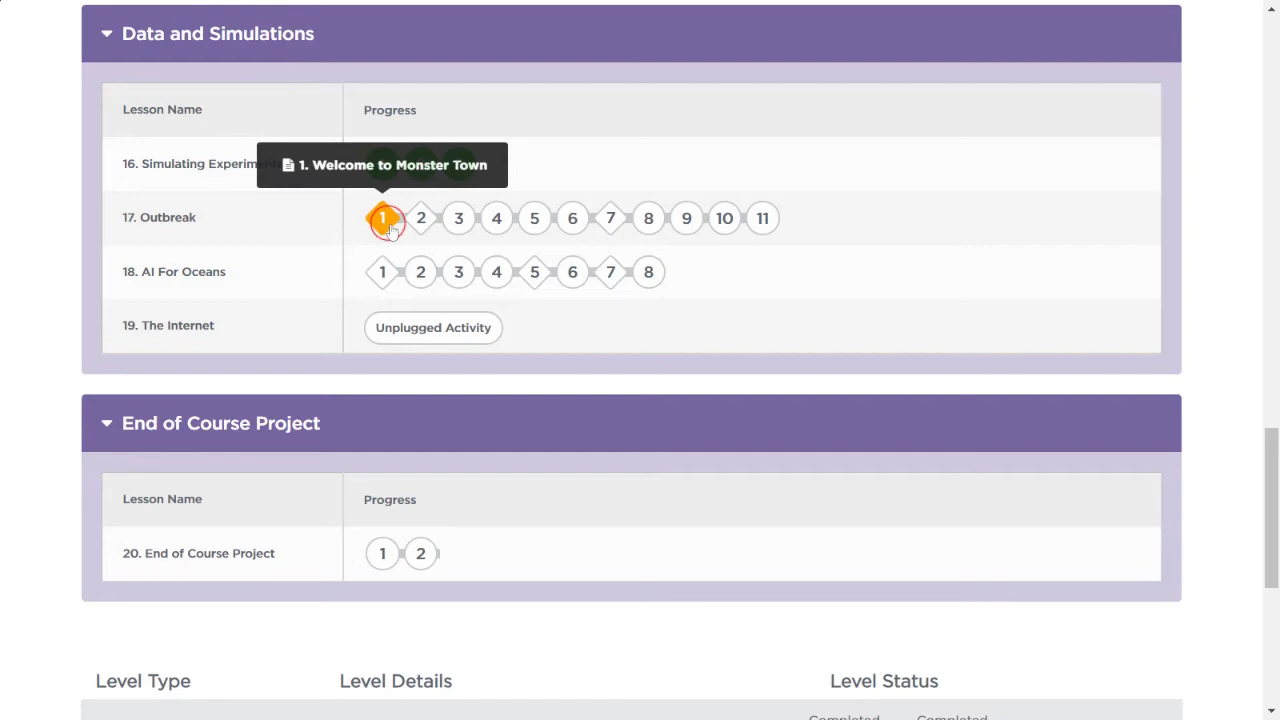 Data and Simulations
Lesson Name Progress
16. Simulating Experim
1. Welcome to Monster Town
17. Outbreak 1 2 3 4 5 6 7 8 9 10 11
18. AI For Oceans 1 2 3 4 5 6 7 8
19. The Internet Unplugged Activity
End of Course Project
Lesson Name Progress
20. End of Course Project 1 2
Level Type Level Details Level Status
Completed Completed